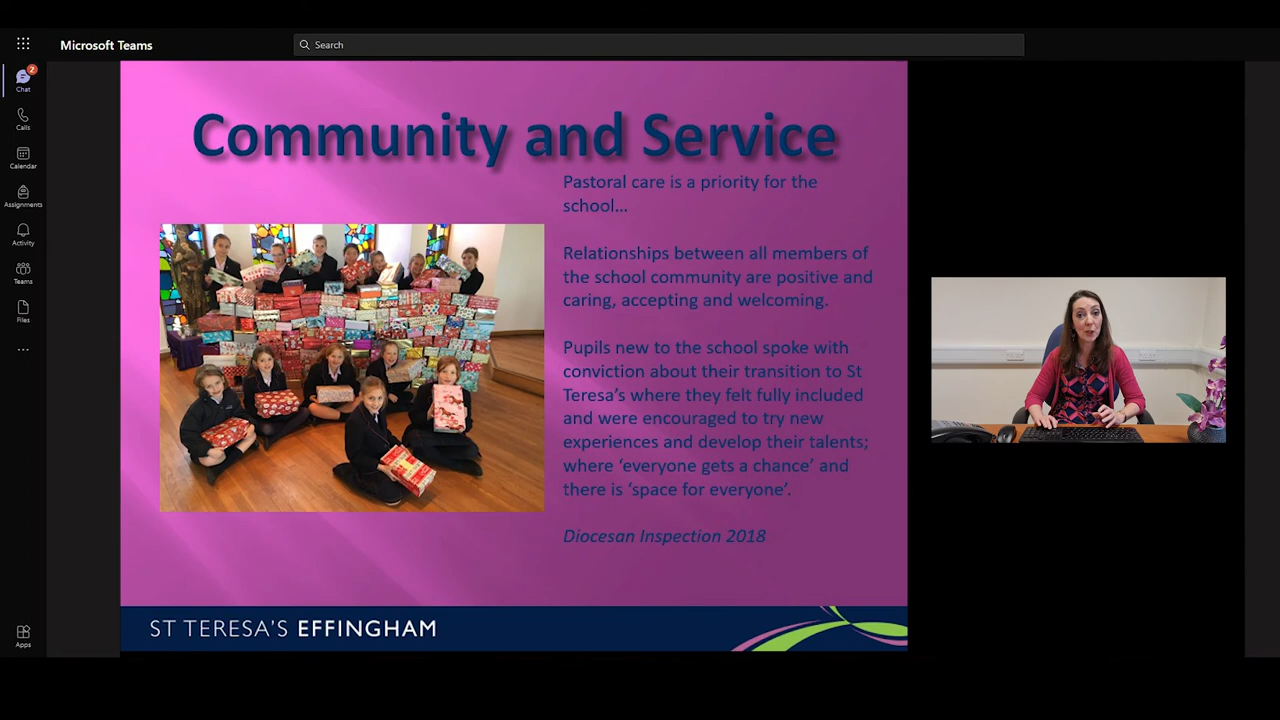 Microsoft Teams
Search
2
Chat
Calls
Calendar
Assignments
Activity
Teams
Files
Apps
Community and Service
Pastoral care is a priority for the
school…
Relationships between all members of
the school community are positive and
caring, accepting and welcoming.
Pupils new to the school spoke with
conviction about their transition to St
Teresa’s where they felt fully included
and were encouraged to try new
experiences and develop their talents;
where ‘everyone gets a chance’ and
there is ‘space for everyone’.
Diocesan Inspection 2018
ST TERESA'S EFFINGHAM